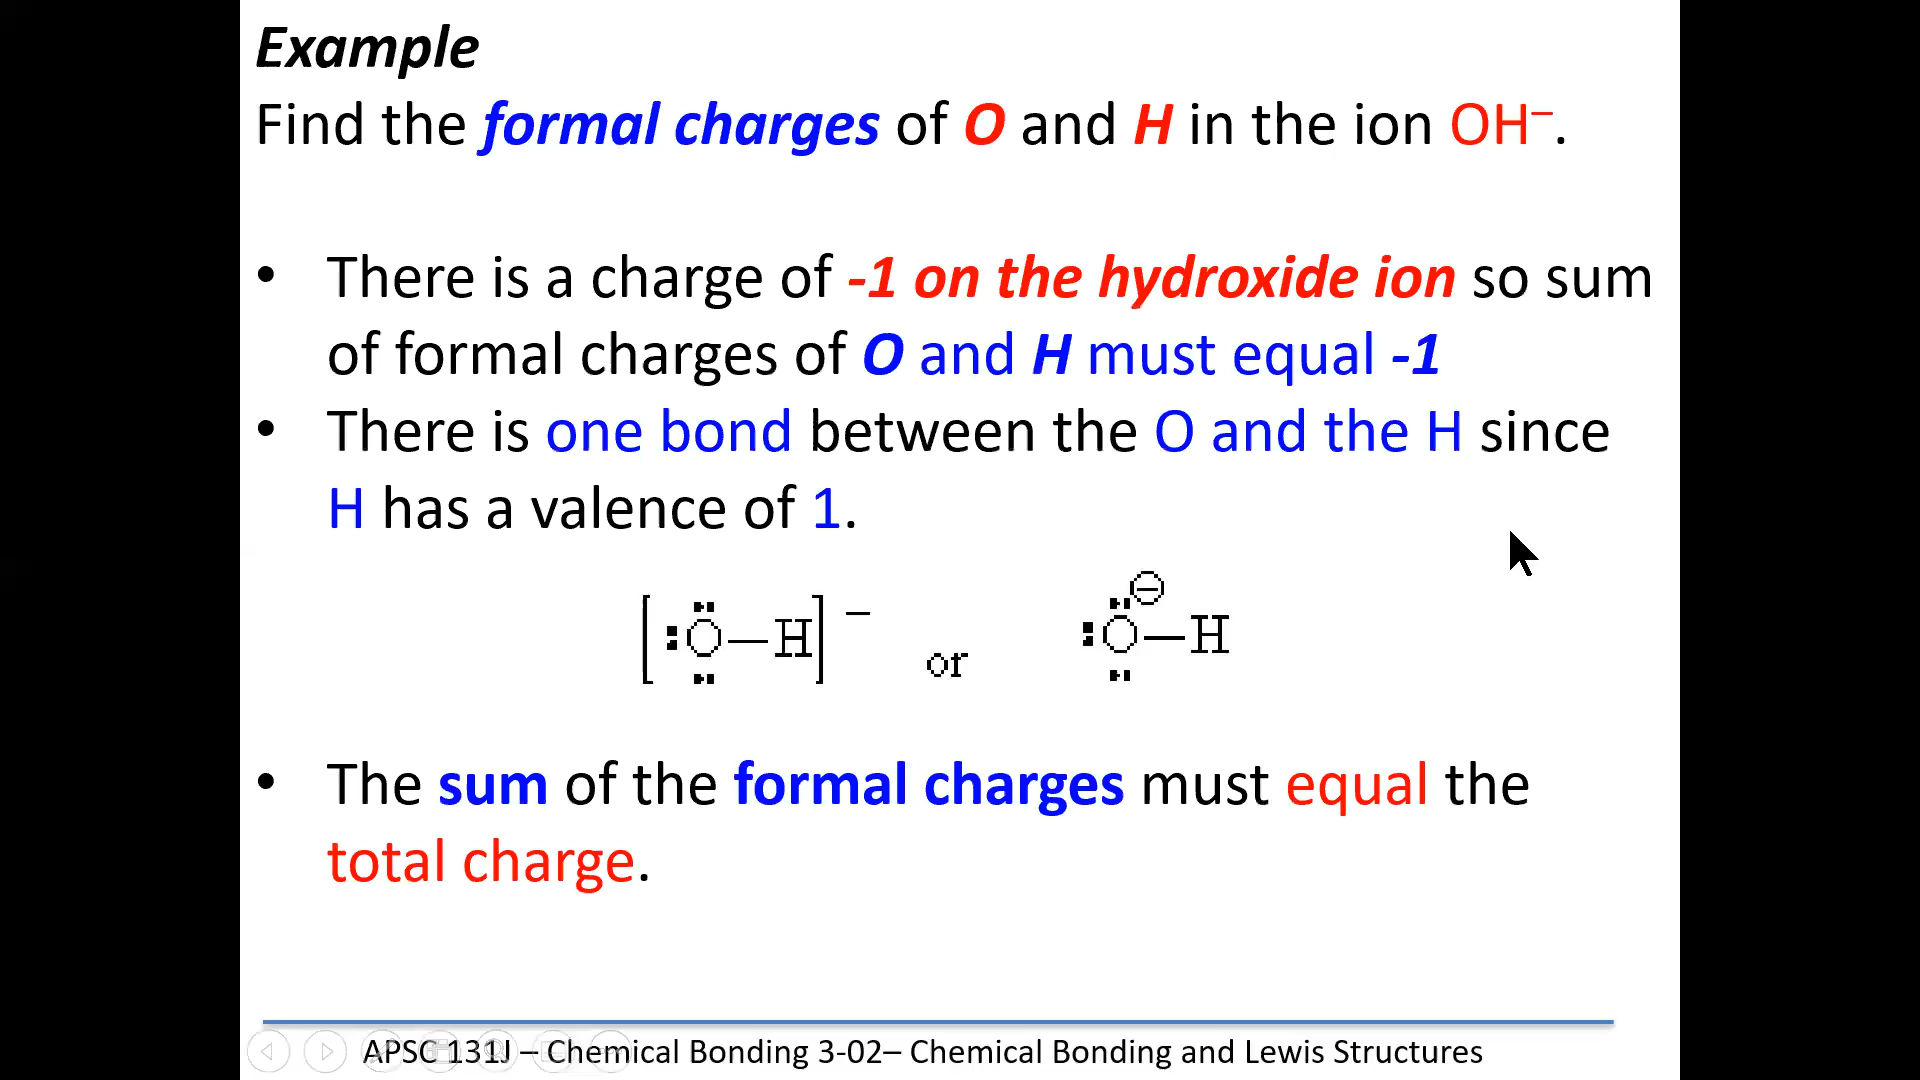 Example
Find the formal charges of O and H in the ion OH⁻.
• There is a charge of -1 on the hydroxide ion so sum
of formal charges of O and H must equal -1
• There is one bond between the O and the H since
H has a valence of 1.
[:O—H]⁻ or :O—H ⊖
• The sum of the formal charges must equal the
total charge.
APSC 131J – Chemical Bonding 3-02– Chemical Bonding and Lewis Structures